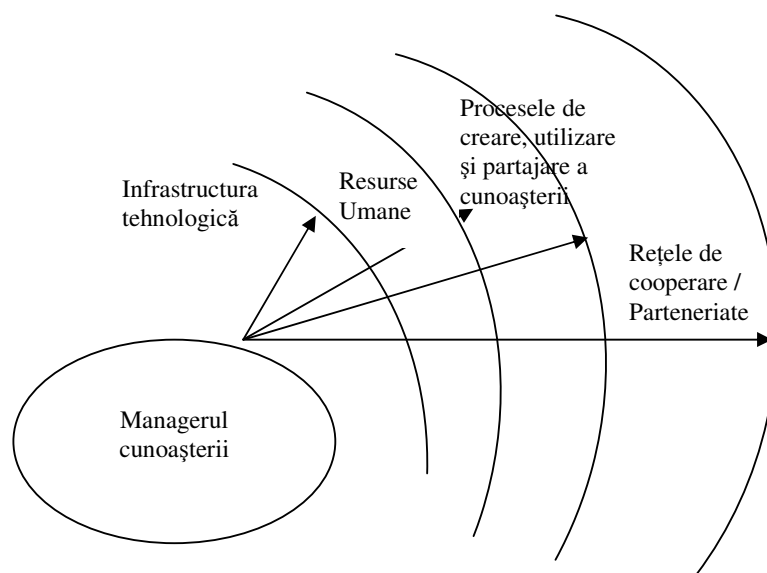 Infrastructura
tehnologică
Resurse
Umane
Procesele de
creare, utilizare
şi partajare a
cunoaşterii
Reţele de
cooperare /
Parteneriate
Managerul
cunoaşterii